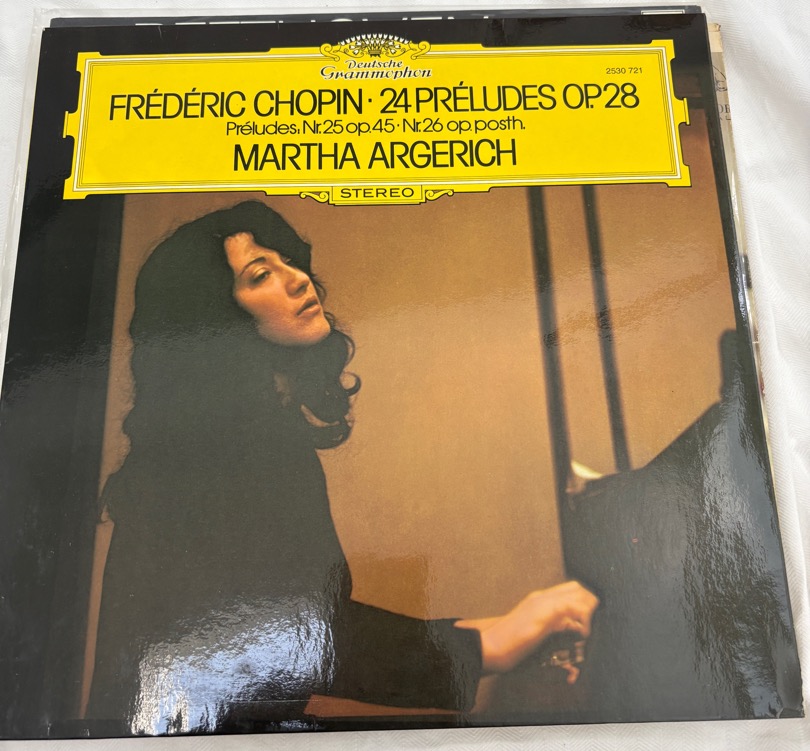 Deutsche
Grammophon
2530 721
FRÉDÉRIC CHOPIN · 24 PRÉLUDES OP. 28
Préludes, Nr. 25 op. 45 · Nr. 26 op. posth.
MARTHA ARGERICH
STEREO